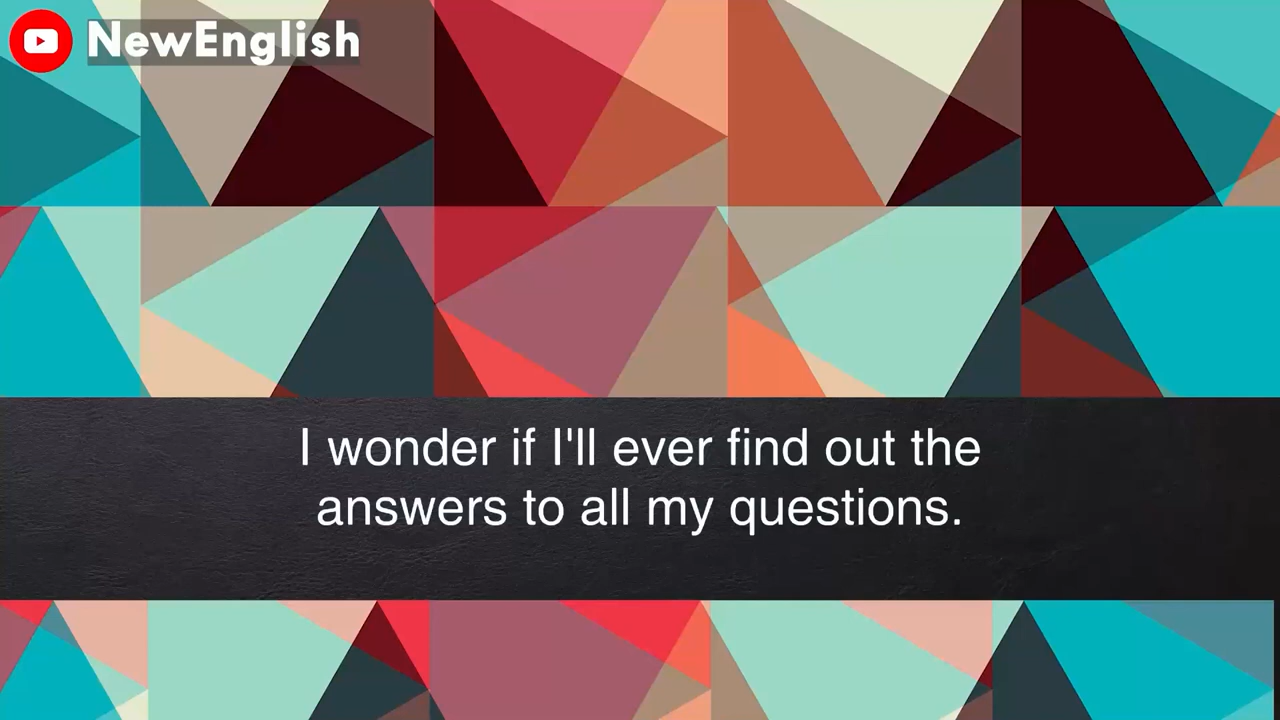 NewEnglish
I wonder if I'll ever find out the
answers to all my questions.